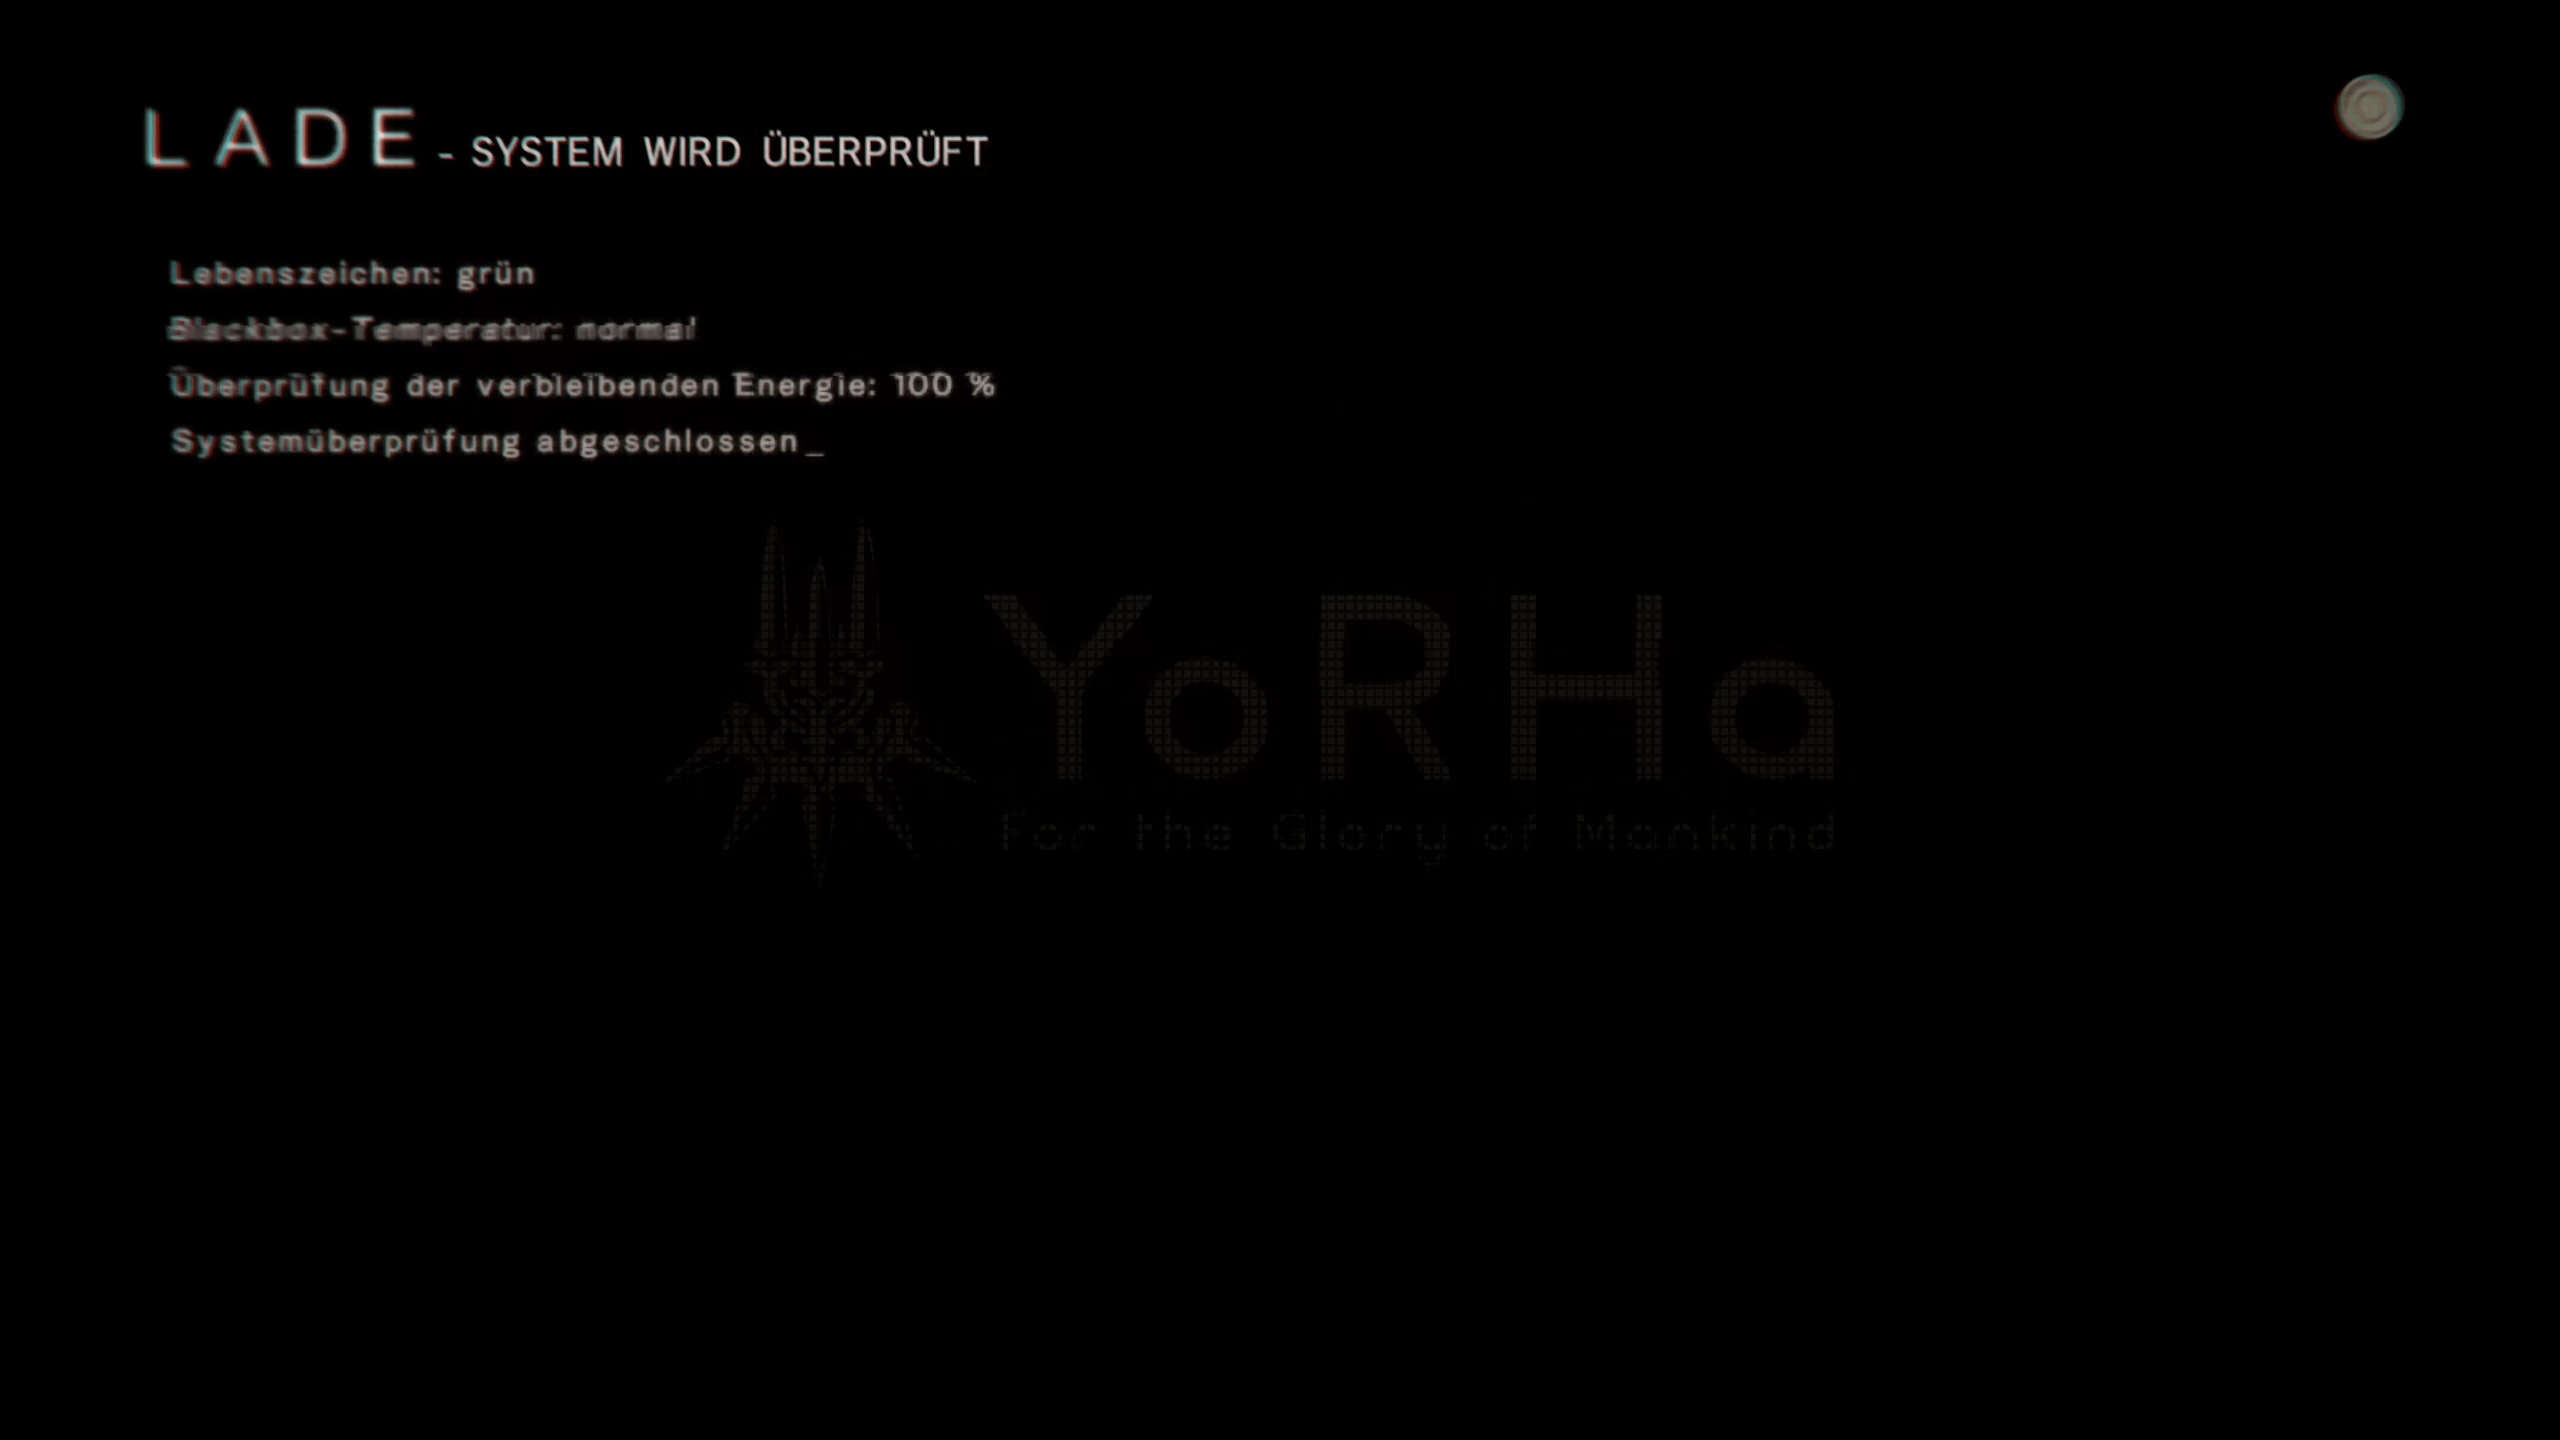 LADE - SYSTEM WIRD ÜBERPRÜFT
Lebenszeichen: grün
Blackbox-Temperatur: normal
Überprüfung der verbleibenden Energie: 100 %
Systemüberprüfung abgeschlossen_
YoRHa
For the Glory of Mankind